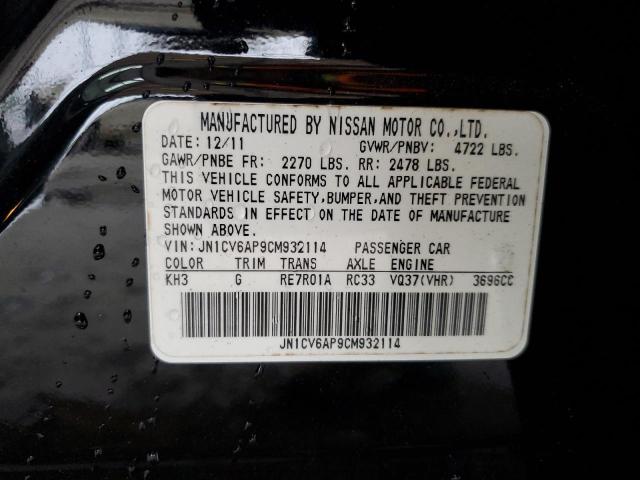 MANUFACTURED BY NISSAN MOTOR CO.,LTD.
DATE: 12/11 GVWR/PNBV: 4722 LBS.
GAWR/PNBE FR: 2270 LBS. RR: 2478 LBS.
THIS VEHICLE CONFORMS TO ALL APPLICABLE FEDERAL
MOTOR VEHICLE SAFETY,BUMPER,AND THEFT PREVENTION
STANDARDS IN EFFECT ON THE DATE OF MANUFACTURE
SHOWN ABOVE.
VIN: JN1CV6AP9CM932114 PASSENGER CAR
COLOR TRIM TRANS AXLE ENGINE
KH3 G RE7R01A RC33 VQ37(VHR) 3696CC
JN1CV6AP9CM932114